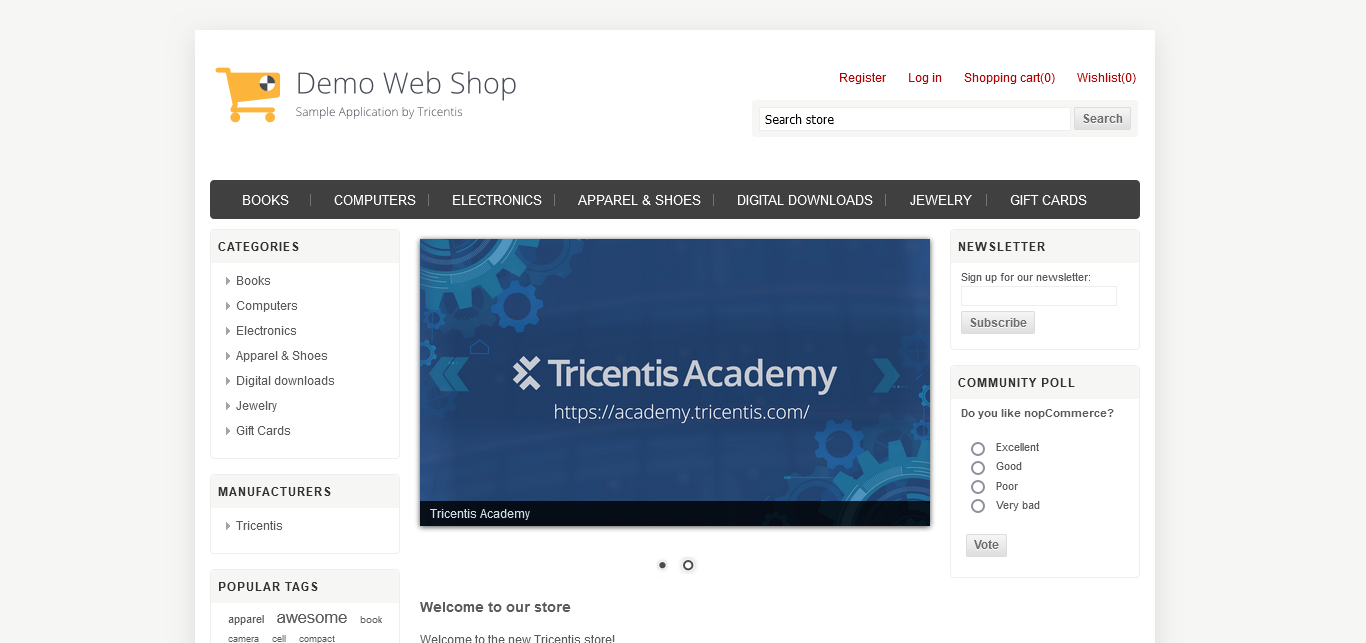 Demo Web Shop
Sample Application by Tricentis
Register Log in Shopping cart(0) Wishlist(0)
Search store Search
BOOKS COMPUTERS ELECTRONICS APPAREL & SHOES DIGITAL DOWNLOADS JEWELRY GIFT CARDS
CATEGORIES
Books
Computers
Electronics
Apparel & Shoes
Digital downloads
Jewelry
Gift Cards
MANUFACTURERS
Tricentis
POPULAR TAGS
apparel awesome book
camera cell compact
Tricentis Academy
https://academy.tricentis.com/
Tricentis Academy
Welcome to our store
Welcome to the new Tricentis store!
NEWSLETTER
Sign up for our newsletter:
Subscribe
COMMUNITY POLL
Do you like nopCommerce?
Excellent
Good
Poor
Very bad
Vote